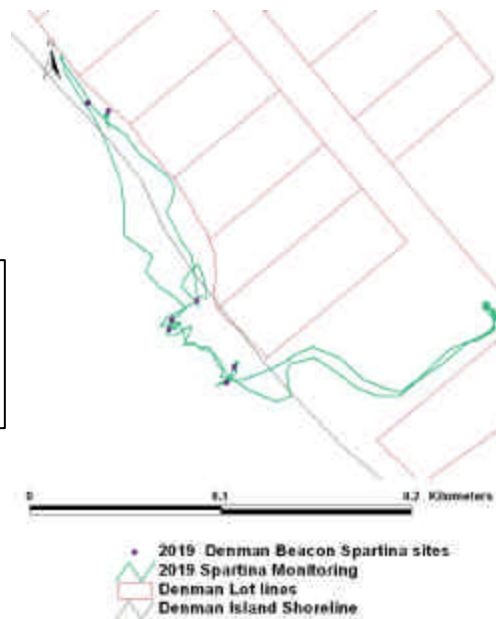 0 0.1 0.2 Kilometers
2019 Denman Beacon Spartina sites
2019 Spartina Monitoring
Denman Lot lines
Denman Island Shoreline